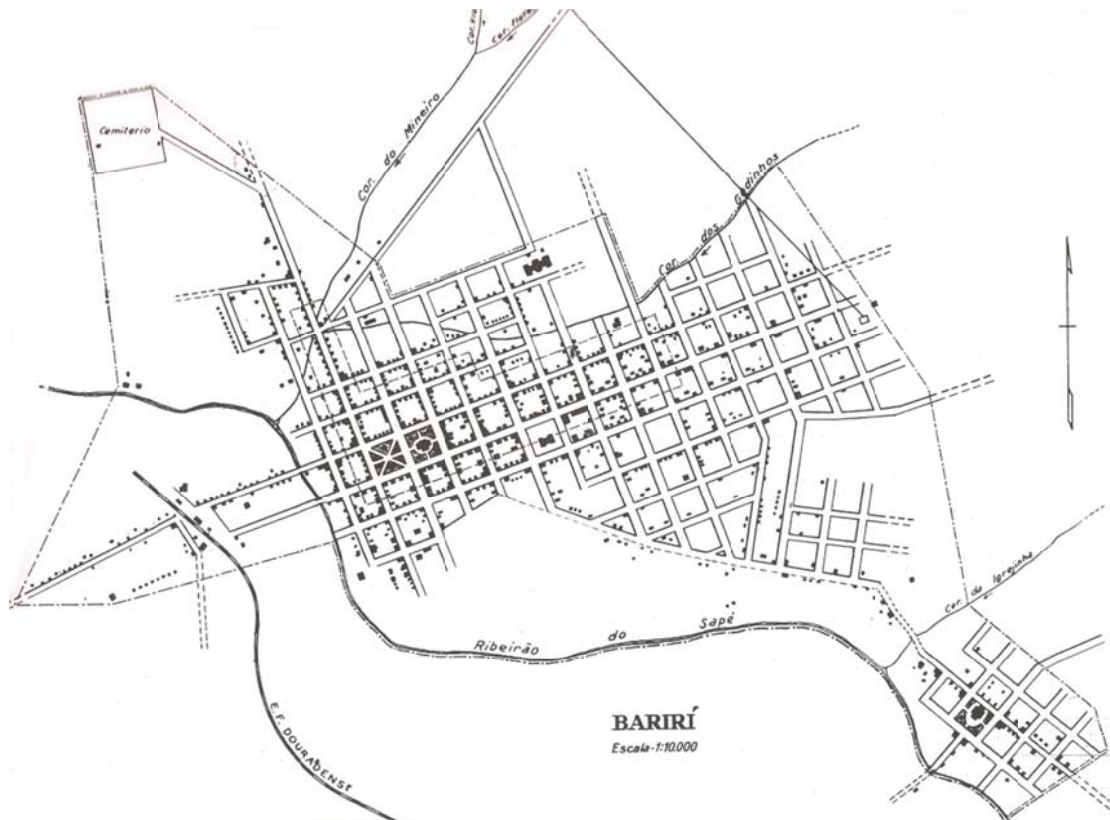 Cemiterio
Cor. do Mineiro
Cor. dos Godinhos
Cor. da Igrejinha
Ribeirão do Sapé
E.F. DOURADENSE
BARIRÍ
Escala-1:10.000